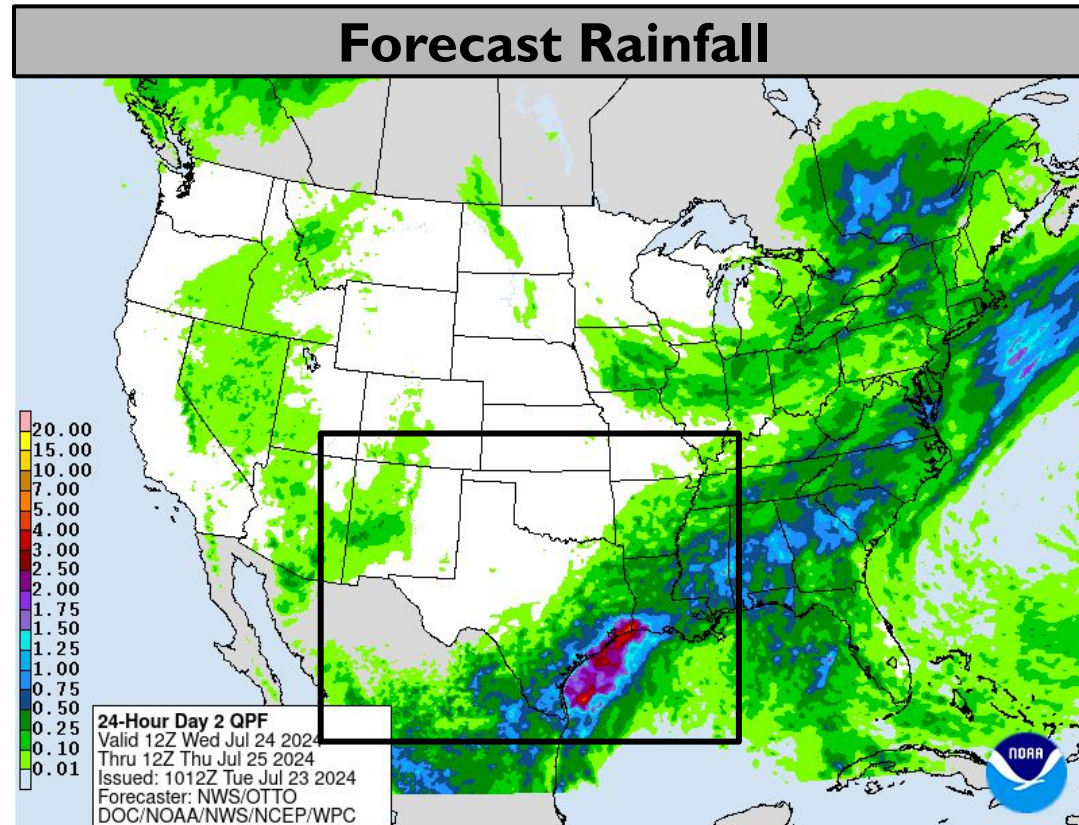 Forecast Rainfall
20.00
15.00
10.00
7.00
5.00
4.00
3.00
2.50
2.00
1.75
1.50
1.25
1.00
0.75
0.50
0.25
0.10
0.01
24-Hour Day 2 QPF
Valid 12Z Wed Jul 24 2024
Thru 12Z Thu Jul 25 2024
Issued: 1012Z Tue Jul 23 2024
Forecaster: NWS/OTTO
DOC/NOAA/NWS/NCEP/WPC
NOAA